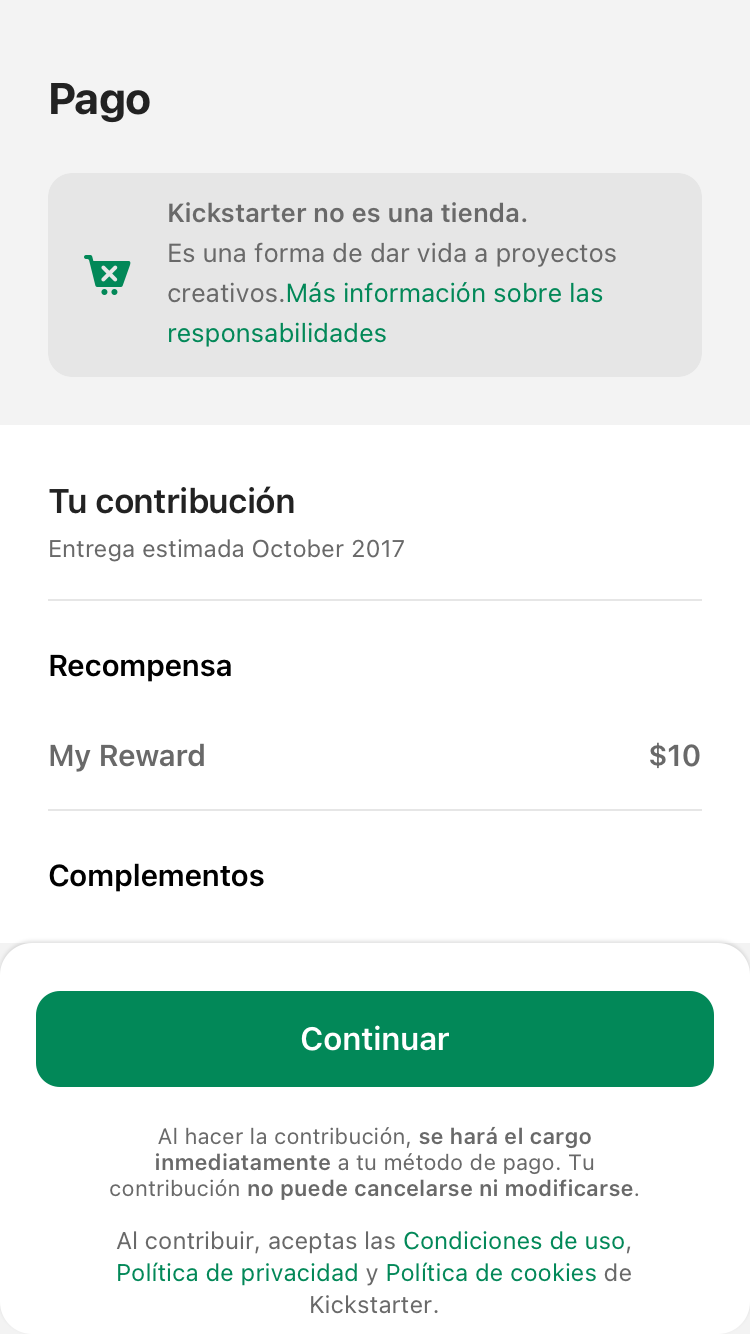 Pago
Kickstarter no es una tienda.
Es una forma de dar vida a proyectos
creativos.Más información sobre las
responsabilidades
Tu contribución
Entrega estimada October 2017
Recompensa
My Reward $10
Complementos
Continuar
Al hacer la contribución, se hará el cargo
inmediatamente a tu método de pago. Tu
contribución no puede cancelarse ni modificarse.
Al contribuir, aceptas las Condiciones de uso,
Política de privacidad y Política de cookies de
Kickstarter.